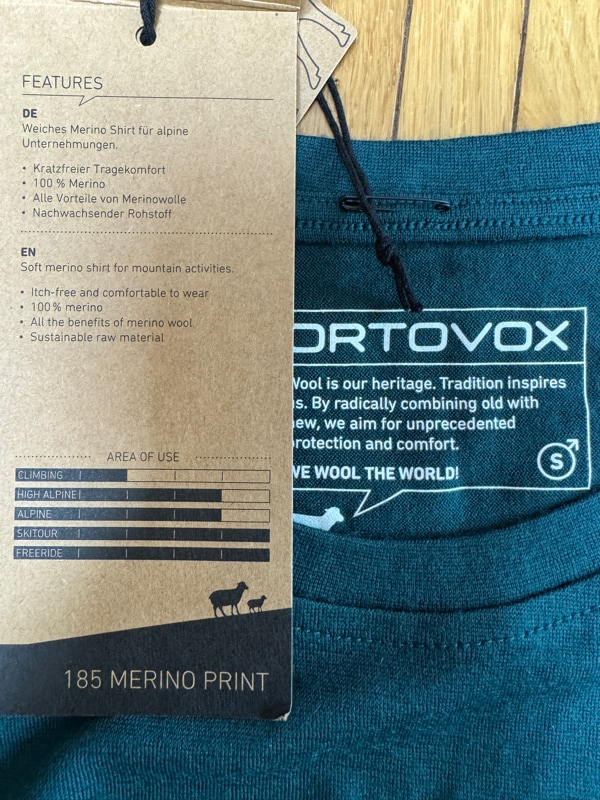 FEATURES
DE
Weiches Merino Shirt für alpine
Unternehmungen.
• Kratzfreier Tragekomfort
• 100 % Merino
• Alle Vorteile von Merinowolle
• Nachwachsender Rohstoff
EN
Soft merino shirt for mountain activities.
• Itch-free and comfortable to wear
• 100% merino
• All the benefits of merino wool
• Sustainable raw material
AREA OF USE
CLIMBING
HIGH ALPINE
ALPINE
SKITOUR
FREERIDE
185 MERINO PRINT
ORTOVOX
Wool is our heritage. Tradition inspires
us. By radically combining old with
new, we aim for unprecedented
protection and comfort.
WE WOOL THE WORLD!
S